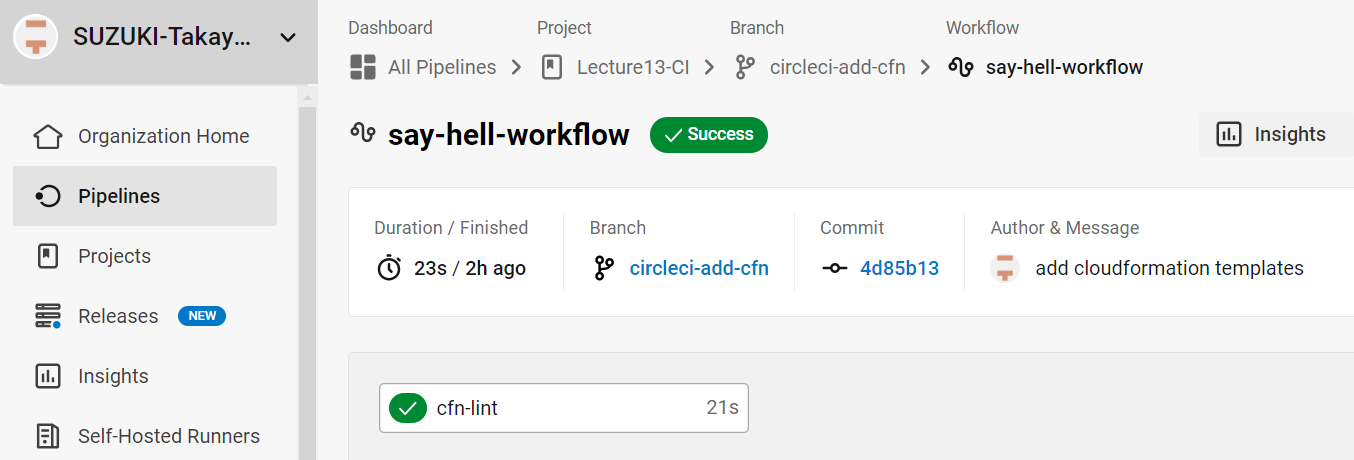 SUZUKI-Takay...
Organization Home
Pipelines
Projects
Releases NEW
Insights
Self-Hosted Runners
Dashboard Project Branch Workflow
All Pipelines Lecture13-CI circleci-add-cfn say-hell-workflow
say-hell-workflow Success Insights
Duration / Finished Branch Commit Author & Message
23s / 2h ago circleci-add-cfn 4d85b13 add cloudformation templates
cfn-lint 21s